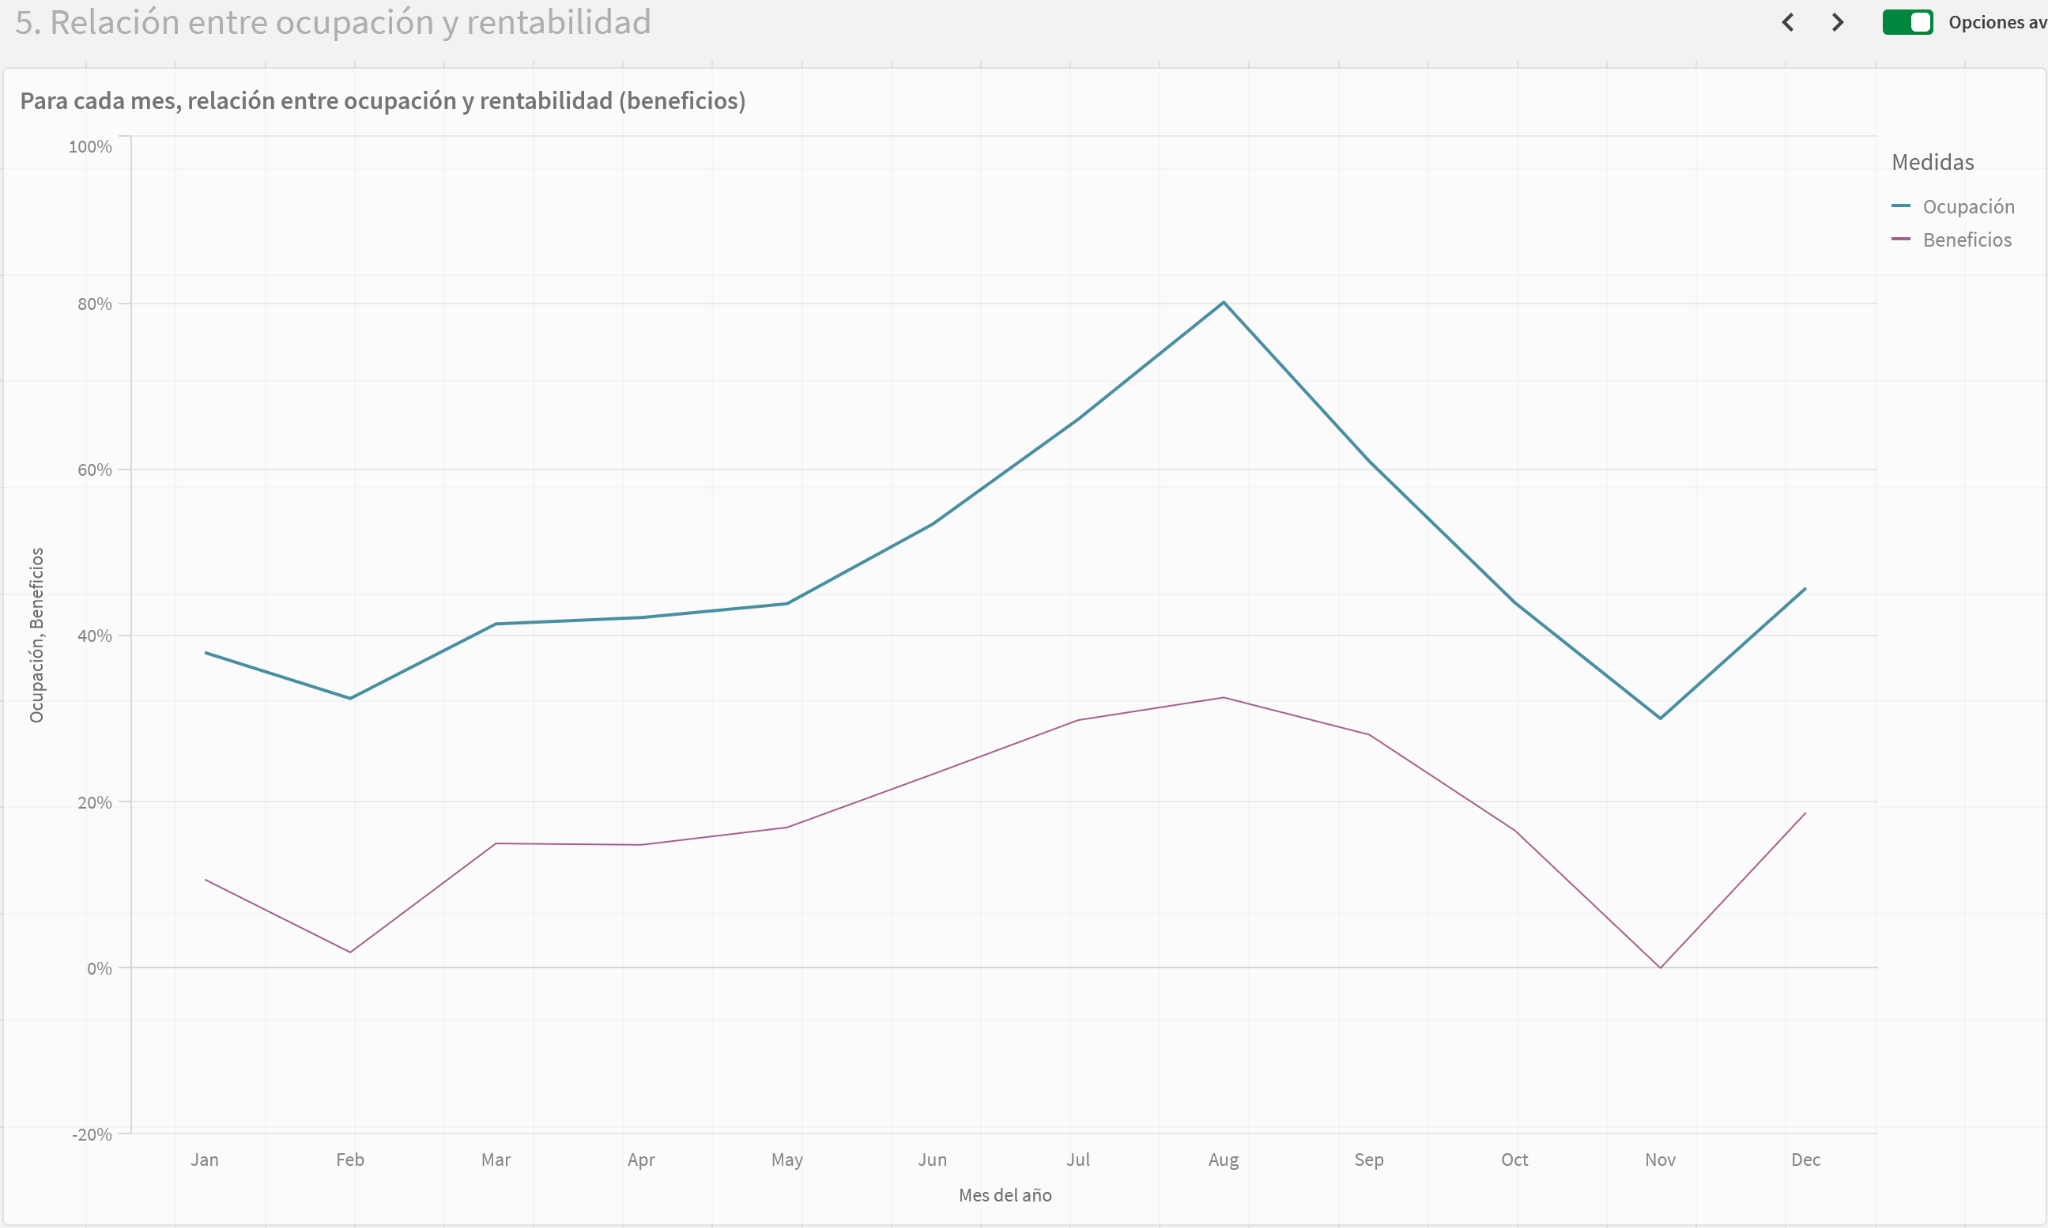 5. Relación entre ocupación y rentabilidad
Opciones av
Para cada mes, relación entre ocupación y rentabilidad (beneficios)
100%
80%
60%
40%
20%
0%
-20%
Ocupación, Beneficios
Jan Feb Mar Apr May Jun Jul Aug Sep Oct Nov Dec
Mes del año
Medidas
Ocupación
Beneficios